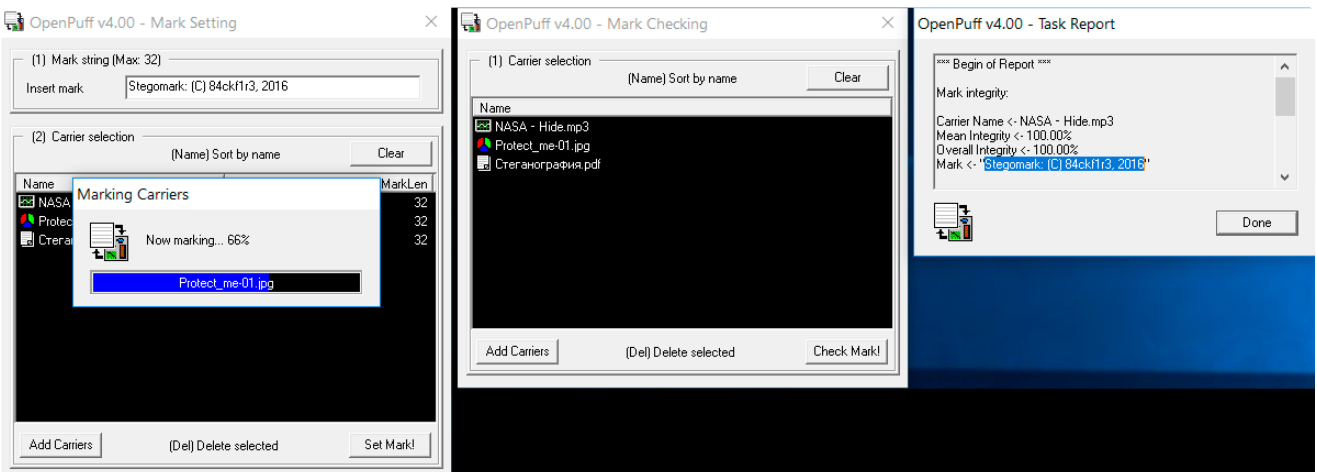 OpenPuff v4.00 - Mark Setting
(1) Mark string (Max: 32)
Insert mark
Stegomark: (C) 84ckf1r3, 2016
(2) Carrier selection
(Name) Sort by name
Clear
Name
MarkLen
NASA
32
Protec
32
32
Marking Carriers
Now marking... 66%
Protect_me-01.jpg
Add Carriers
(Del) Delete selected
Set Mark!
OpenPuff v4.00 - Mark Checking
(1) Carrier selection
(Name) Sort by name
Clear
Name
NASA - Hide.mp3
Protect_me-01.jpg
Стеганография.pdf
Add Carriers
(Del) Delete selected
Check Mark!
OpenPuff v4.00 - Task Report
*** Begin of Report ***
Mark integrity:
Carrier Name <- NASA - Hide.mp3
Mean Integrity <- 100.00%
Overall Integrity <- 100.00%
Mark <- "Stegomark: (C) 84ckf1r3, 2016"
Done